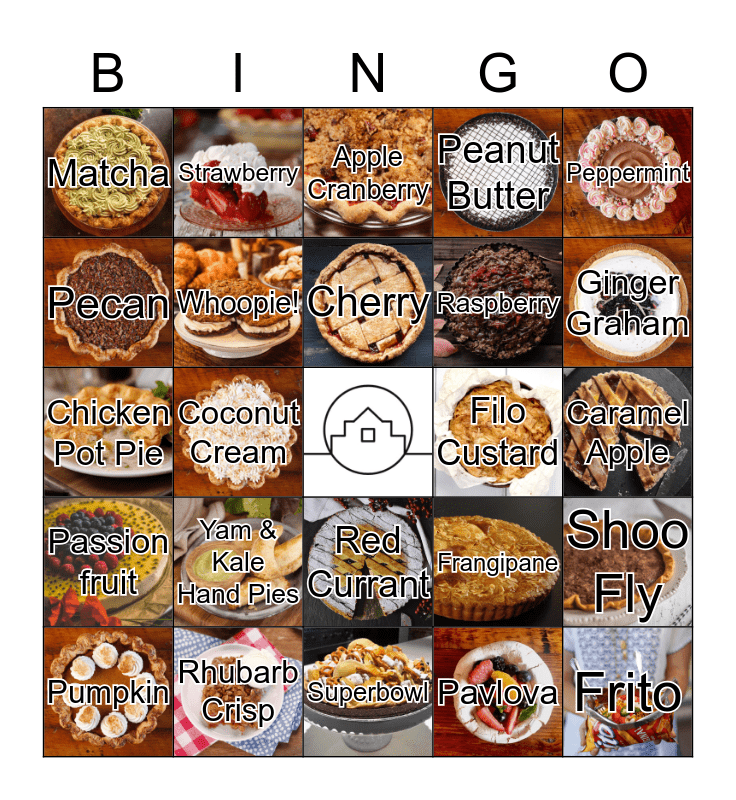 B I N G O
Matcha
Strawberry
Apple
Cranberry
Peanut
Butter
Peppermint
Pecan
Whoopie!
Cherry
Raspberry
Ginger
Graham
Chicken
Pot Pie
Coconut
Cream
Filo
Custard
Caramel
Apple
Passion
fruit
Yam &
Kale
Hand Pies
Red
Currant
Frangipane
Shoo
Fly
Pumpkin
Rhubarb
Crisp
Superbowl
Pavlova
Frito